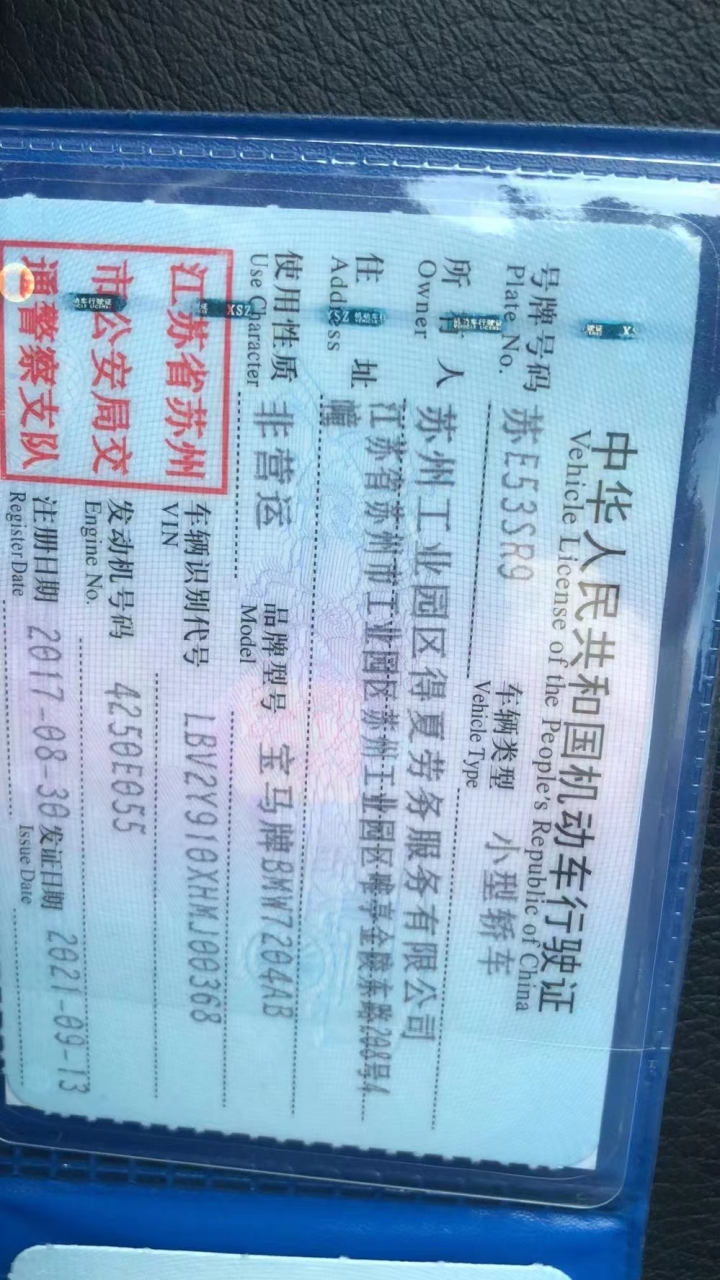 中华人民共和国机动车行驶证
Vehicle License of the People's Republic of China
号牌号码 苏E53SR9 车辆类型 小型轿车
Plate No. Vehicle Type
所有人 苏州工业园区得夏劳务服务有限公司
Owner
住址 江苏省苏州市工业园区苏州工业园区唯亭金陵东路208号4
Address 幢
使用性质 非营运 品牌型号 宝马牌BMW7204AB
Use Character Model
江苏省苏州
市公安局交
通警察支队
车辆识别代号 LBV2Y910XHMJ00368
VIN
发动机号码 4250E055
Engine No.
注册日期 2017-08-30 发证日期 2021-09-13
Register Date Issue Date